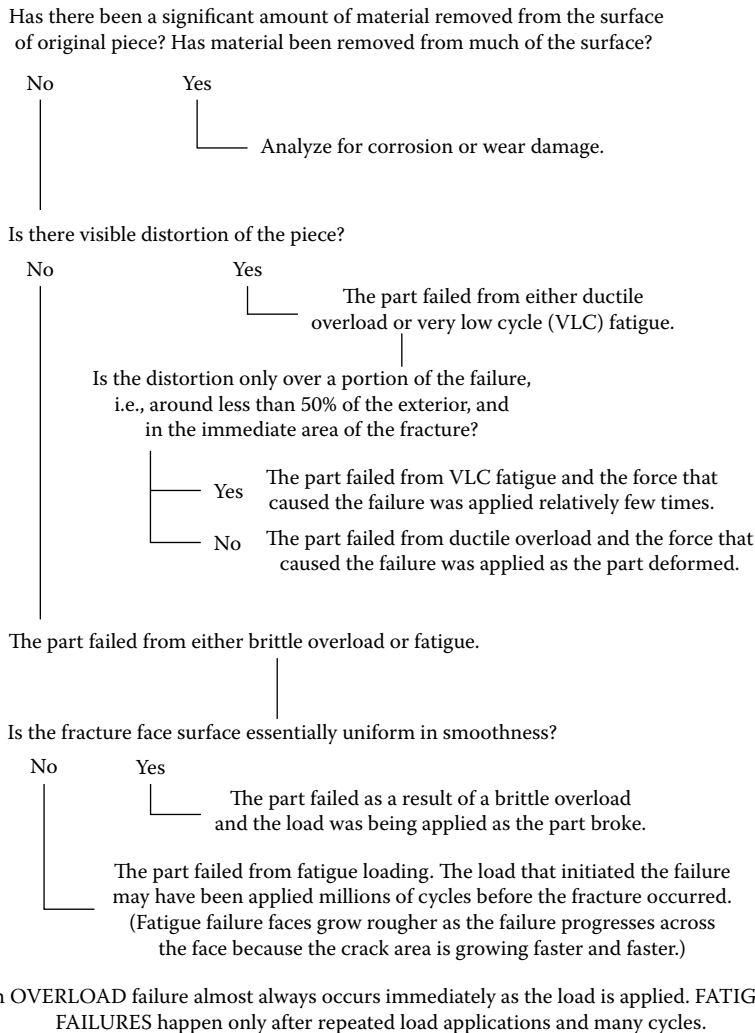 Has there been a significant amount of material removed from the surface
of original piece? Has material been removed from much of the surface?
No Yes
Analyze for corrosion or wear damage.
Is there visible distortion of the piece?
No Yes
The part failed from either ductile
overload or very low cycle (VLC) fatigue.
Is the distortion only over a portion of the failure,
i.e., around less than 50% of the exterior, and
in the immediate area of the fracture?
Yes The part failed from VLC fatigue and the force that
caused the failure was applied relatively few times.
No The part failed from ductile overload and the force that
caused the failure was applied as the part deformed.
The part failed from either brittle overload or fatigue.
Is the fracture face surface essentially uniform in smoothness?
No Yes
The part failed as a result of a brittle overload
and the load was being applied as the part broke.
The part failed from fatigue loading. The load that initiated the failure
may have been applied millions of cycles before the fracture occurred.
(Fatigue failure faces grow rougher as the failure progresses across
the face because the crack area is growing faster and faster.)
OVERLOAD failure almost always occurs immediately as the load is applied.
FAILURES happen only after repeated load applications and many cycles.